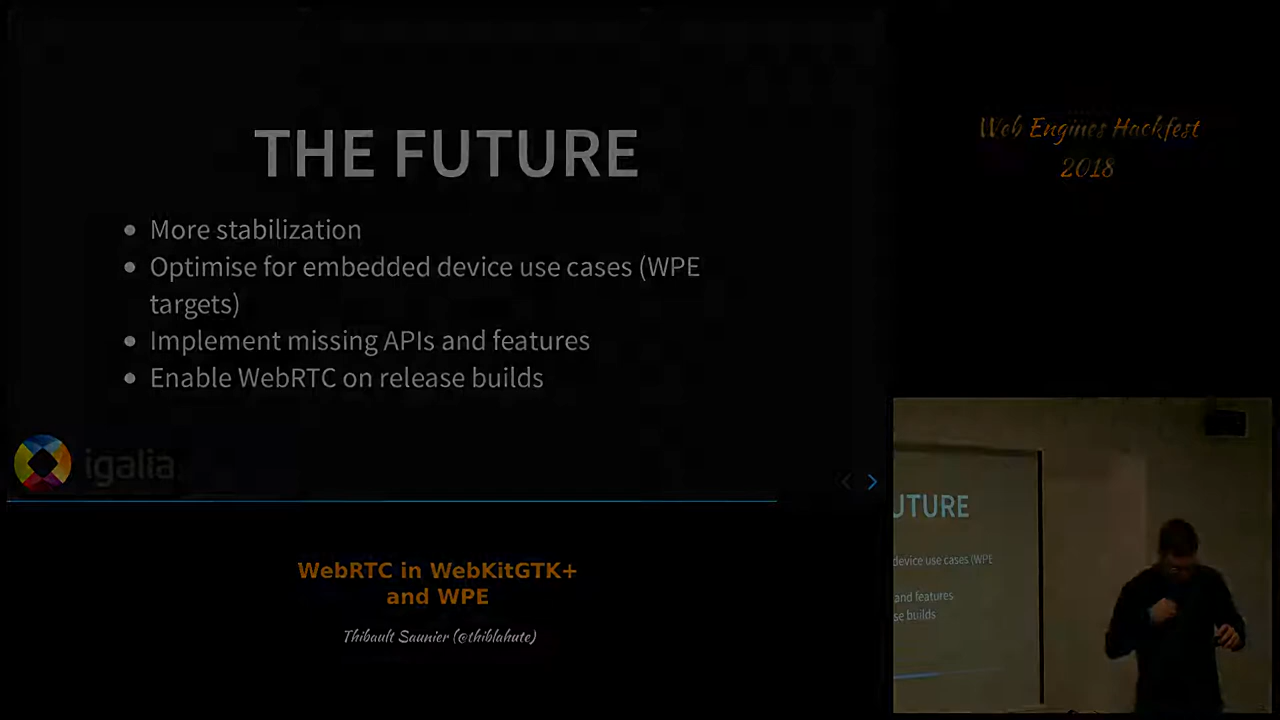 THE FUTURE
More stabilization
Optimise for embedded device use cases (WPE
targets)
Implement missing APIs and features
Enable WebRTC on release builds
igalia
Web Engines Hackfest
2018
UTURE
device use cases (WPE
and features
se builds
WebRTC in WebKitGTK+
and WPE
Thibault Saunier (@thiblahute)